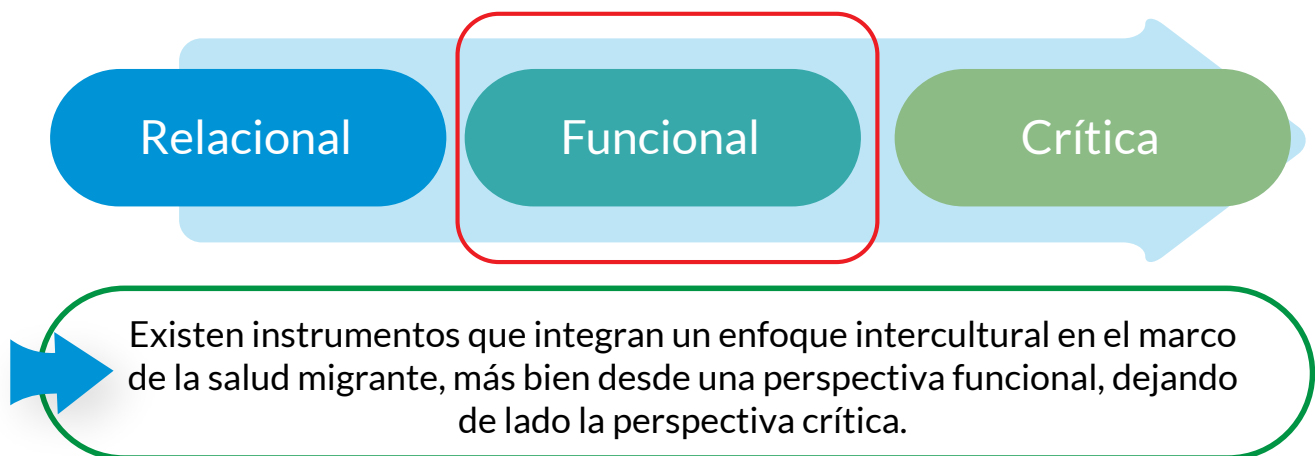 Relacional
Funcional
Crítica
Existen instrumentos que integran un enfoque intercultural en el marco
de la salud migrante, más bien desde una perspectiva funcional, dejando
de lado la perspectiva crítica.